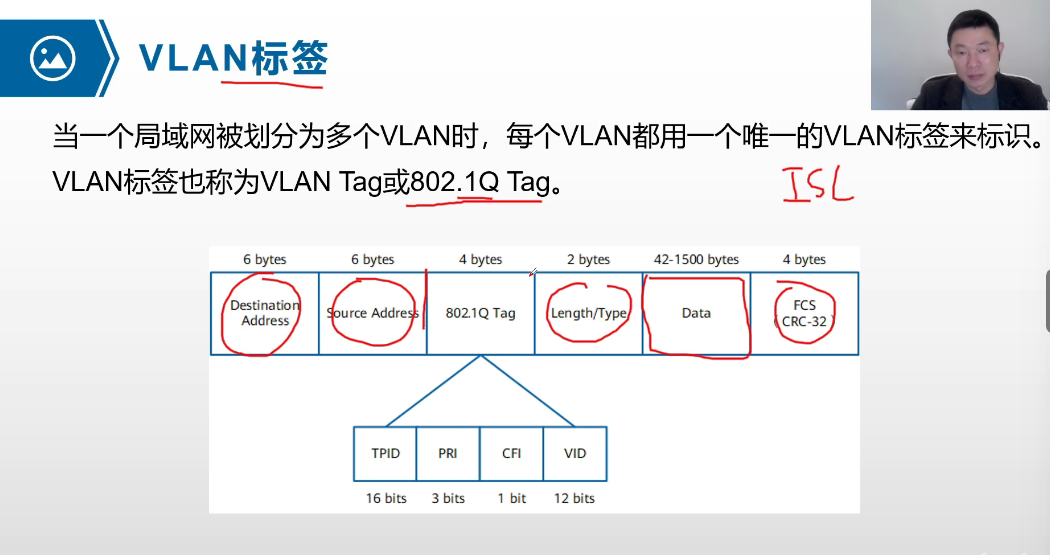 VLAN标签
当一个局域网被划分为多个VLAN时，每个VLAN都用一个唯一的VLAN标签来标识。
VLAN标签也称为VLAN Tag或802.1Q Tag。
ISL
6 bytes 6 bytes 4 bytes 2 bytes 42-1500 bytes 4 bytes
Destination Address Source Address 802.1Q Tag Length/Type Data FCS (CRC-32)
TPID PRI CFI VID
16 bits 3 bits 1 bit 12 bits